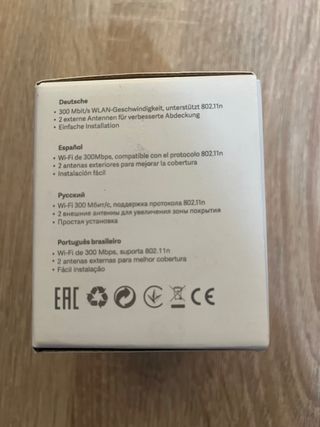 Deutsche
• 300 Mbit/s WLAN-Geschwindigkeit, unterstützt 802.11n
• 2 externe Antennen für verbesserte Abdeckung
• Einfache Installation
Español
• Wi-Fi de 300Mbps, compatible con el protocolo 802.11n
• 2 antenas exteriores para mejorar la cobertura
• Instalación fácil
Русский
• Wi-Fi 300 Мбит/с, поддержка протокола 802.11n
• 2 внешние антенны для увеличения зоны покрытия
• Простая установка
Português brasileiro
• Wi-Fi de 300 Mbps, suporta 802.11n
• 2 antenas externas para melhor cobertura
• Fácil instalação
EAC CE